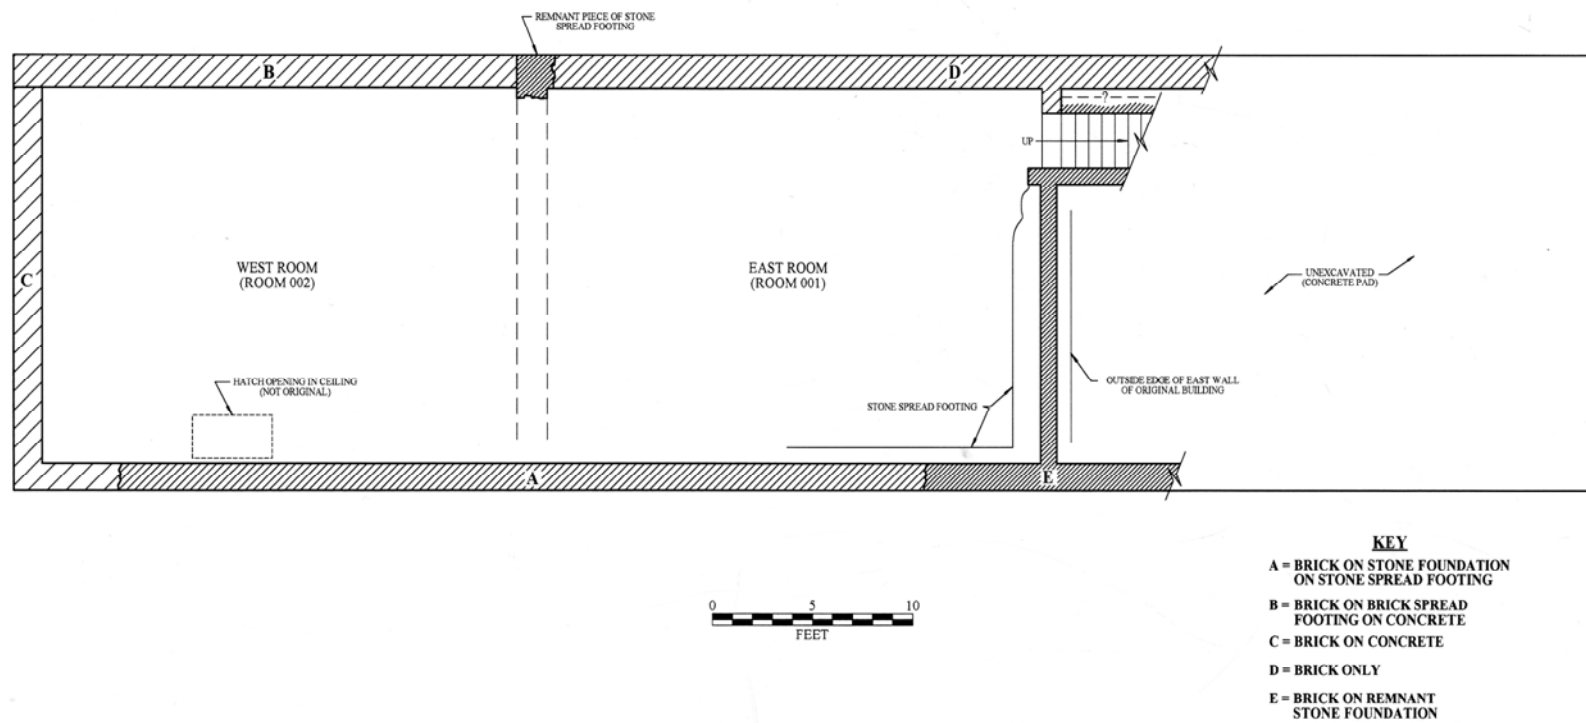 REMNANT PIECE OF STONE
SPREAD FOOTING
B
D
?
UP
WEST ROOM
(ROOM 002)
EAST ROOM
(ROOM 001)
C
UNEXCAVATED
(CONCRETE PAD)
HATCH OPENING IN CEILING
(NOT ORIGINAL)
OUTSIDE EDGE OF EAST WALL
OF ORIGINAL BUILDING
STONE SPREAD FOOTING
A
E
0 5 10
FEET
KEY
A = BRICK ON STONE FOUNDATION
ON STONE SPREAD FOOTING
B = BRICK ON BRICK SPREAD
FOOTING ON CONCRETE
C = BRICK ON CONCRETE
D = BRICK ONLY
E = BRICK ON REMNANT
STONE FOUNDATION